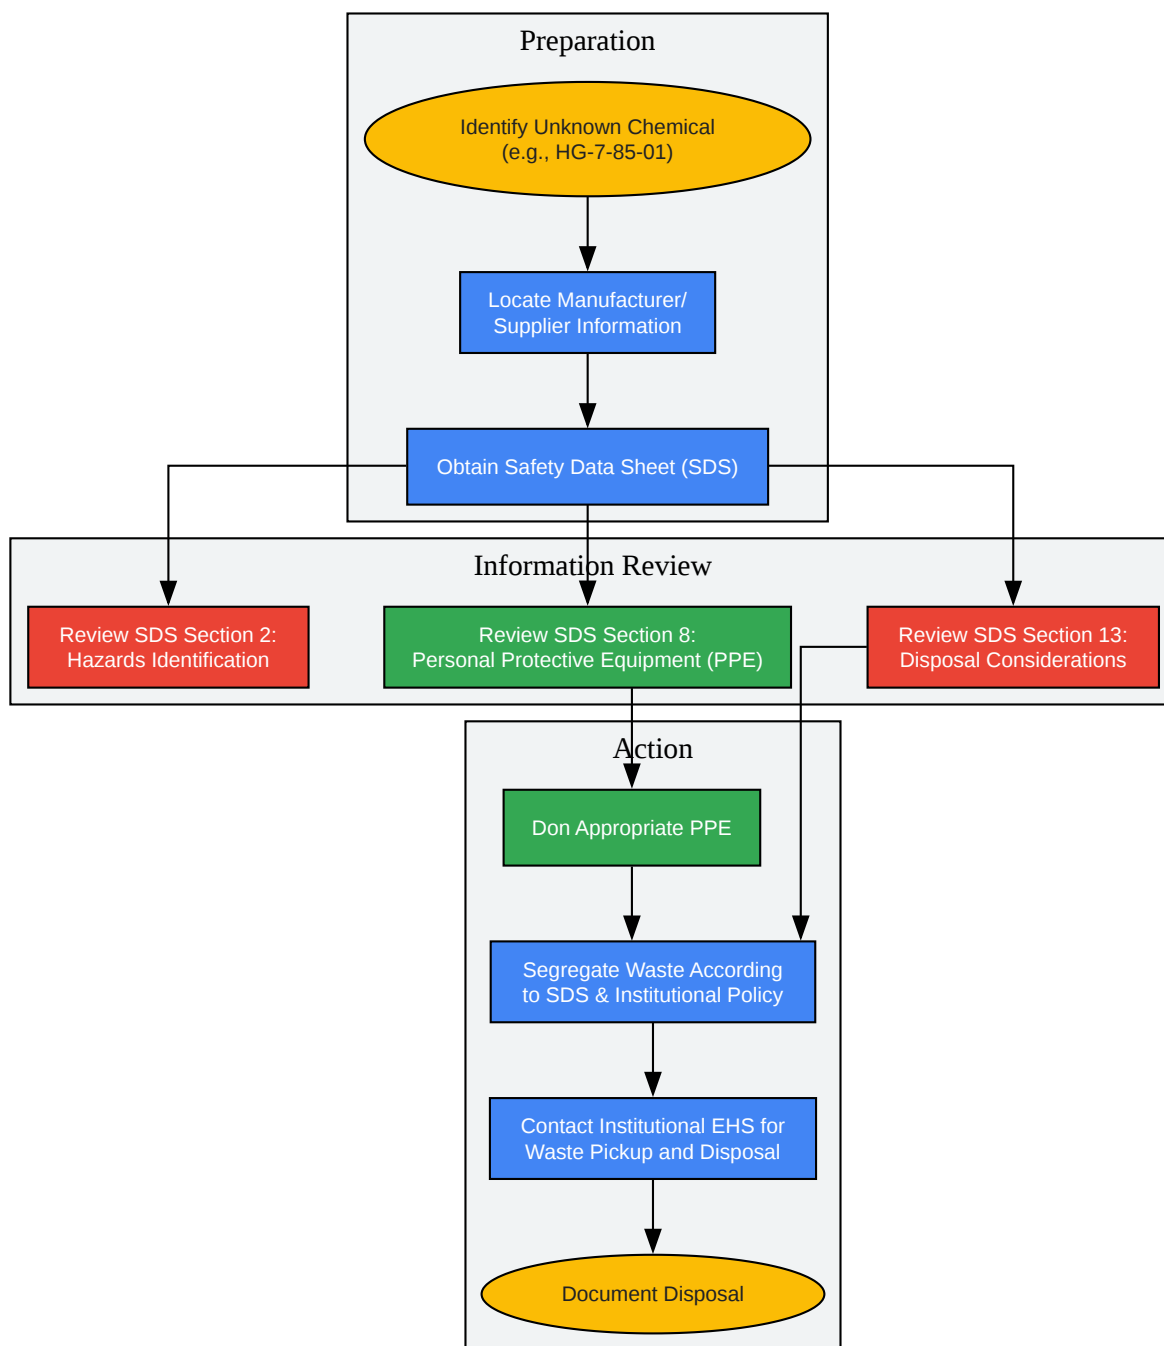 Preparation
Identify Unknown Chemical
(e.g., HG-7-85-01)
Locate Manufacturer/
Supplier Information
Obtain Safety Data Sheet (SDS)
Information Review
Review SDS Section 2:
Hazards Identification
Review SDS Section 8:
Personal Protective Equipment (PPE)
Review SDS Section 13:
Disposal Considerations
Action
Don Appropriate PPE
Segregate Waste According
to SDS & Institutional Policy
Contact Institutional EHS for
Waste Pickup and Disposal
Document Disposal